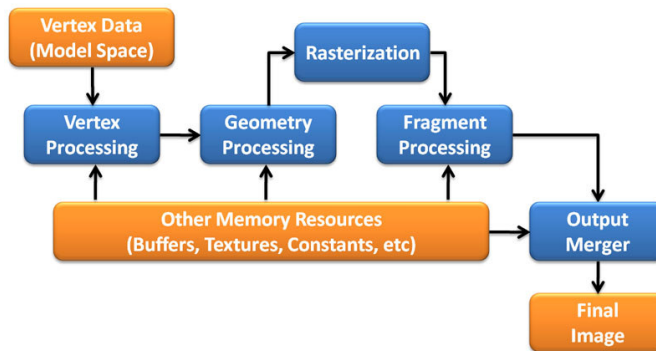 Vertex Data
(Model Space)
Rasterization
Vertex
Processing
Geometry
Processing
Fragment
Processing
Other Memory Resources
(Buffers, Textures, Constants, etc)
Output
Merger
Final
Image